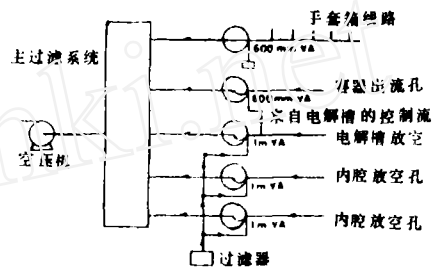 手套箱线路
主过滤系统
600 mm VA
容器出流孔
600 mm VA
来自电解槽的控制流
电解槽放空
1m VA
空压机
内腔放空孔
1m VA
内腔放空孔
1m VA
过滤器